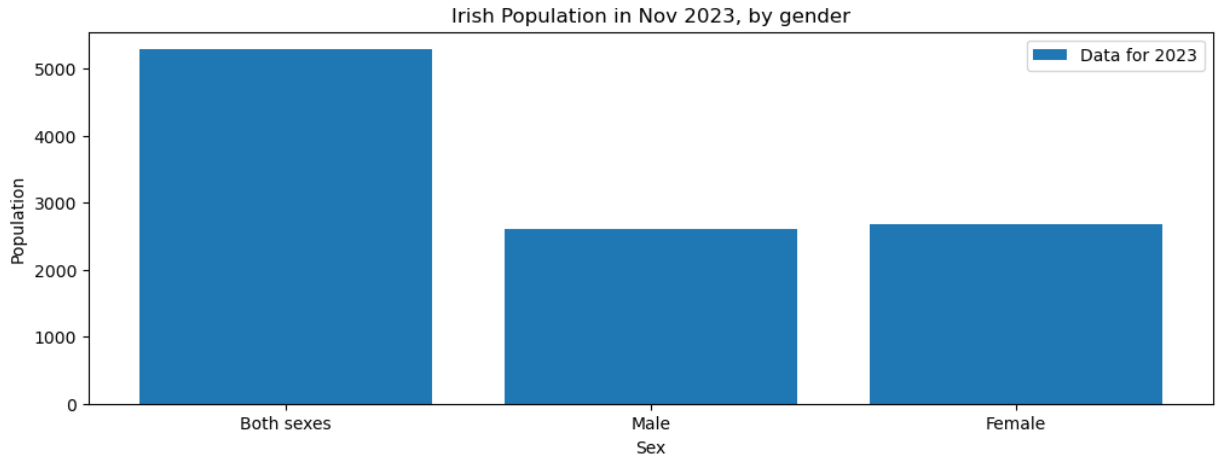 Irish Population in Nov 2023, by gender
Data for 2023
Population
5000
4000
3000
2000
1000
0
Both sexes
Male
Female
Sex